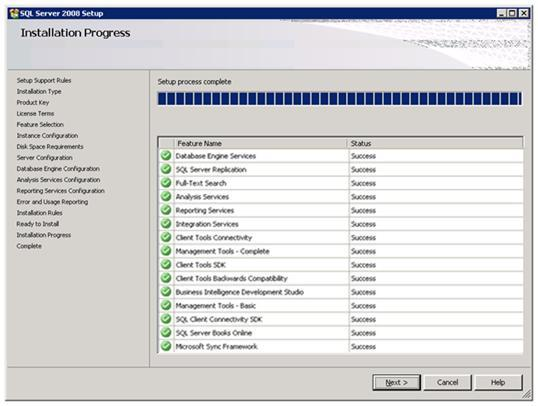 SQL Server 2008 Setup
Installation Progress
Setup Support Rules
Installation Type
Product Key
License Terms
Feature Selection
Instance Configuration
Disk Space Requirements
Server Configuration
Database Engine Configuration
Analysis Services Configuration
Reporting Services Configuration
Error and Usage Reporting
Installation Rules
Ready to Install
Installation Progress
Complete
Setup process complete
Feature Name Status
Database Engine Services Success
SQL Server Replication Success
Full-Text Search Success
Analysis Services Success
Reporting Services Success
Integration Services Success
Client Tools Connectivity Success
Management Tools - Complete Success
Client Tools SDK Success
Client Tools Backwards Compatibility Success
Business Intelligence Development Studio Success
Management Tools - Basic Success
SQL Client Connectivity SDK Success
SQL Server Books Online Success
Microsoft Sync Framework Success
Next > Cancel Help